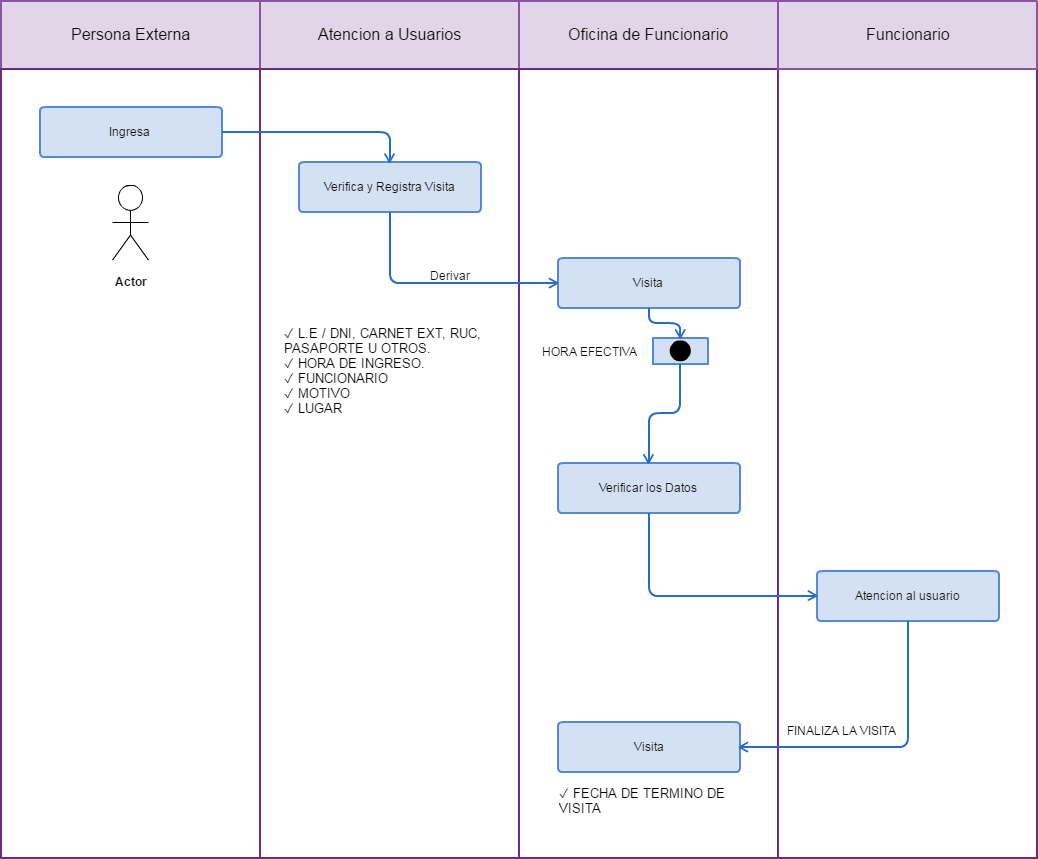 Persona Externa
Atencion a Usuarios
Oficina de Funcionario
Funcionario
Ingresa
Actor
Verifica y Registra Visita
Derivar
✓ L.E / DNI, CARNET EXT, RUC,
PASAPORTE U OTROS.
✓ HORA DE INGRESO.
✓ FUNCIONARIO
✓ MOTIVO
✓ LUGAR
Visita
HORA EFECTIVA
Verificar los Datos
Atencion al usuario
FINALIZA LA VISITA
Visita
✓ FECHA DE TERMINO DE
VISITA